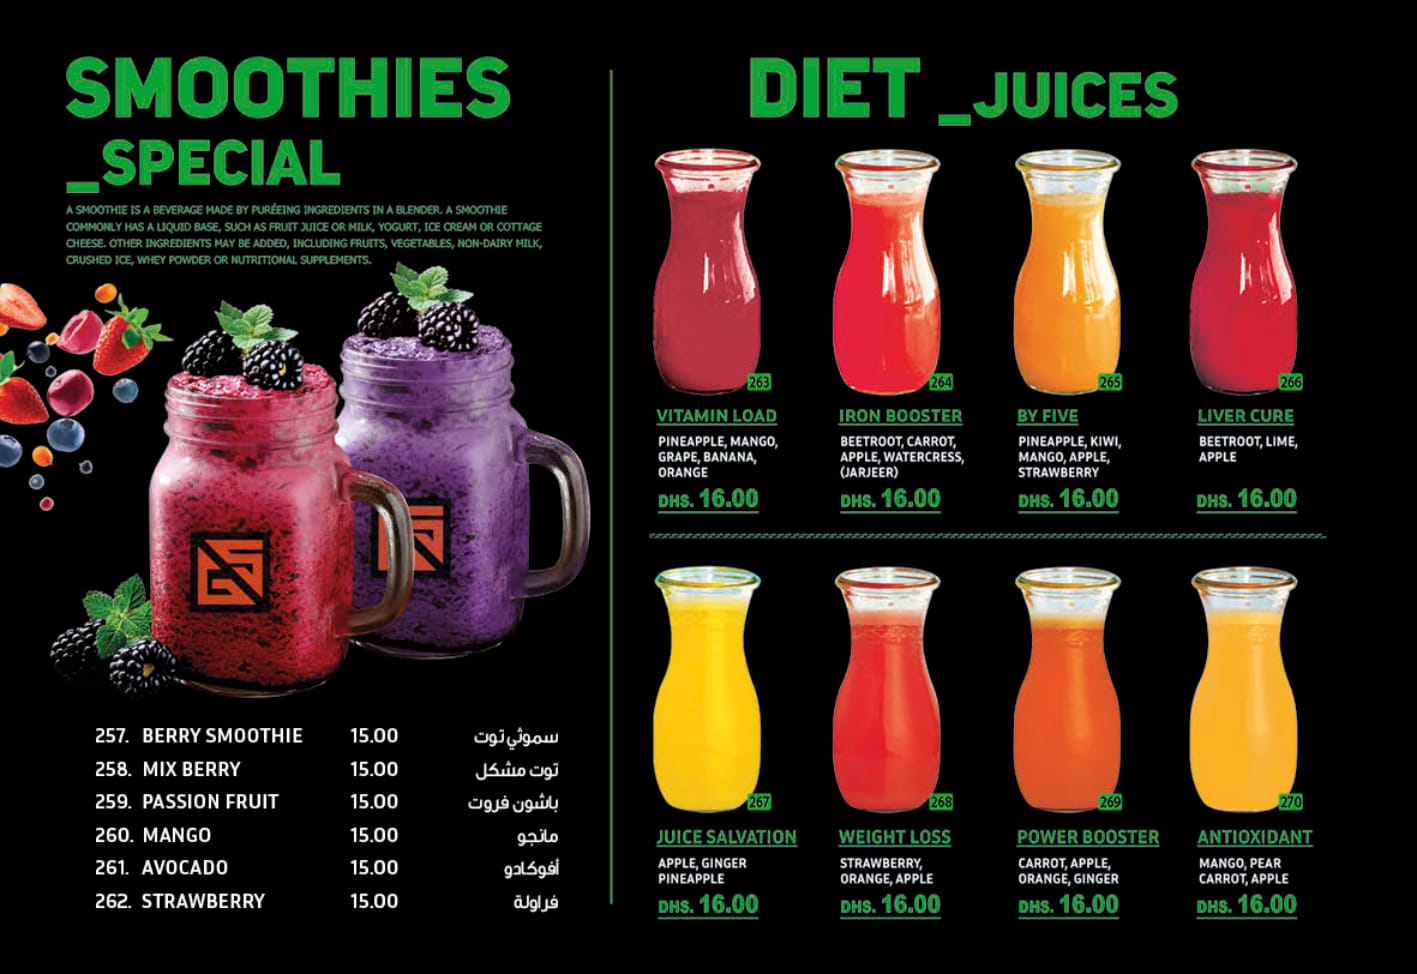 SMOOTHIES
_SPECIAL
A SMOOTHIE IS A BEVERAGE MADE BY PURÉEING INGREDIENTS IN A BLENDER. A SMOOTHIE
COMMONLY HAS A LIQUID BASE, SUCH AS FRUIT JUICE OR MILK, YOGURT, ICE CREAM OR COTTAGE
CHEESE. OTHER INGREDIENTS MAY BE ADDED, INCLUDING FRUITS, VEGETABLES, NON-DAIRY MILK,
CRUSHED ICE, WHEY POWDER OR NUTRITIONAL SUPPLEMENTS.
GS
GS
257. BERRY SMOOTHIE 15.00 سموثي توت
258. MIX BERRY 15.00 توت مشكل
259. PASSION FRUIT 15.00 باشون فروت
260. MANGO 15.00 مانجو
261. AVOCADO 15.00 أفوكادو
262. STRAWBERRY 15.00 فراولة
DIET _JUICES
263
VITAMIN LOAD
PINEAPPLE, MANGO,
GRAPE, BANANA,
ORANGE
DHS. 16.00
264
IRON BOOSTER
BEETROOT, CARROT,
APPLE, WATERCRESS,
(JARJEER)
DHS. 16.00
265
BY FIVE
PINEAPPLE, KIWI,
MANGO, APPLE,
STRAWBERRY
DHS. 16.00
266
LIVER CURE
BEETROOT, LIME,
APPLE
DHS. 16.00
267
JUICE SALVATION
APPLE, GINGER
PINEAPPLE
DHS. 16.00
268
WEIGHT LOSS
STRAWBERRY,
ORANGE, APPLE
DHS. 16.00
269
POWER BOOSTER
CARROT, APPLE,
ORANGE, GINGER
DHS. 16.00
270
ANTIOXIDANT
MANGO, PEAR
CARROT, APPLE
DHS. 16.00